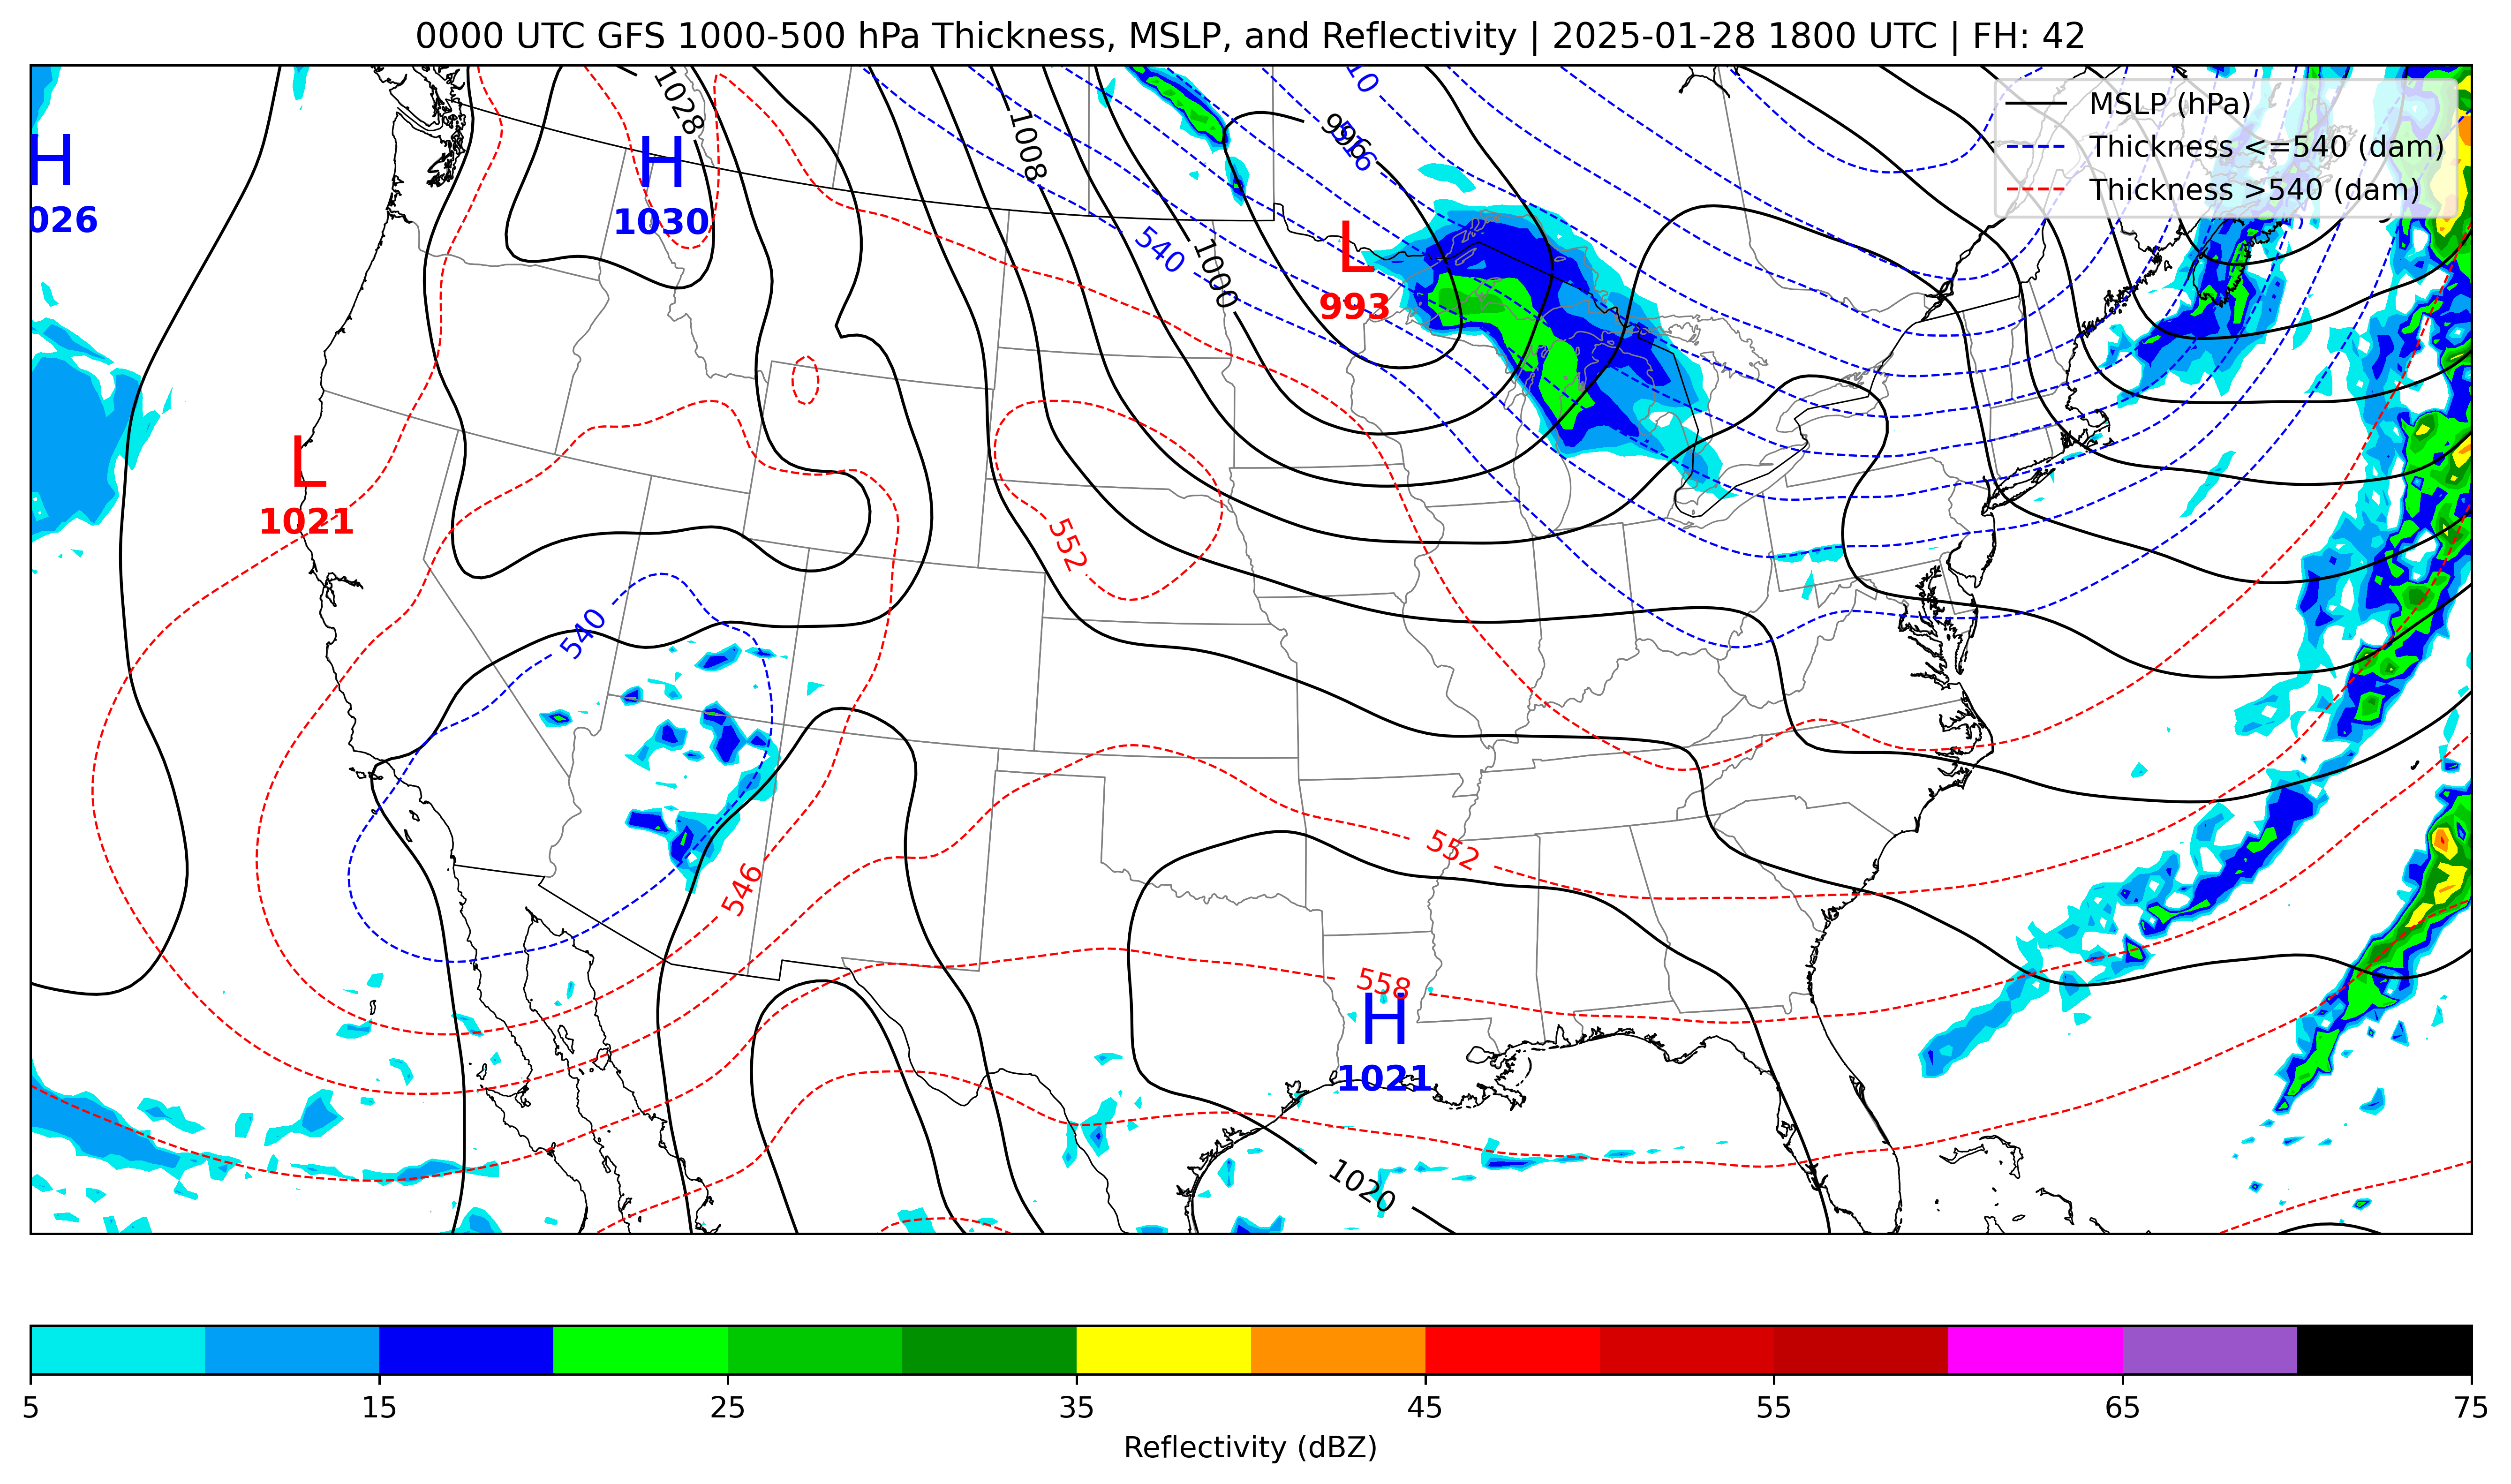 0000 UTC GFS 1000-500 hPa Thickness, MSLP, and Reflectivity | 2025-01-28 1800 UTC | FH: 42
MSLP (hPa)
Thickness <=540 (dam)
Thickness >540 (dam)
H
026
H
1030
1028
1008
996
516
10
L
993
540
1000
L
1021
552
540
546
552
558
H
1021
1020
5 15 25 35 45 55 65 75
Reflectivity (dBZ)